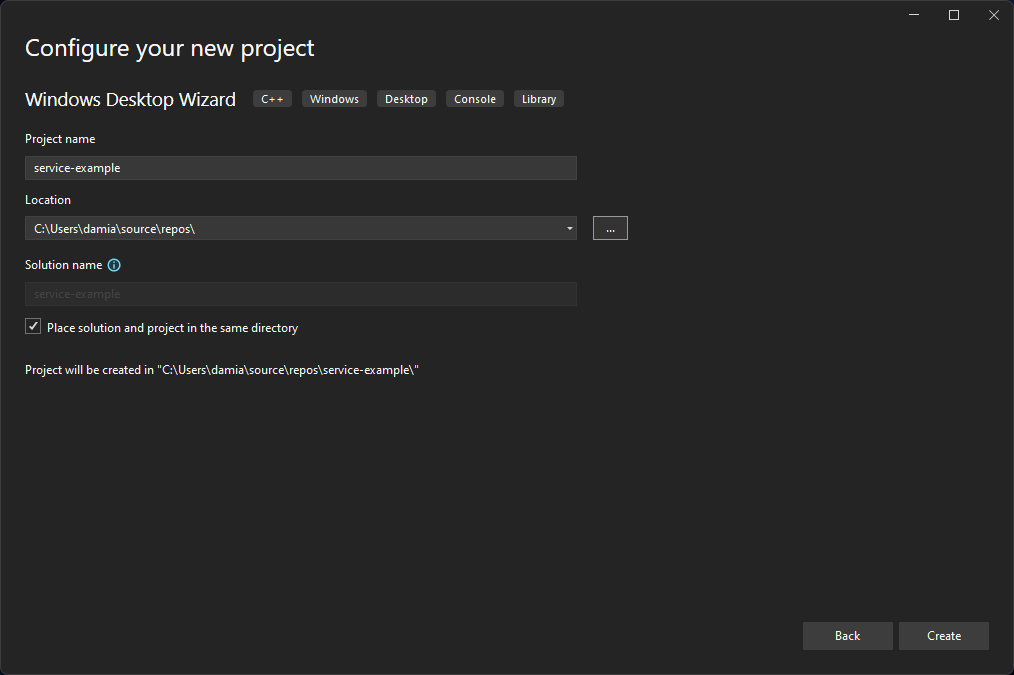 Configure your new project
Windows Desktop Wizard C++ Windows Desktop Console Library
Project name
service-example
Location
C:\Users\damia\source\repos\
...
Solution name
service-example
Place solution and project in the same directory
Project will be created in "C:\Users\damia\source\repos\service-example\"
Back Create